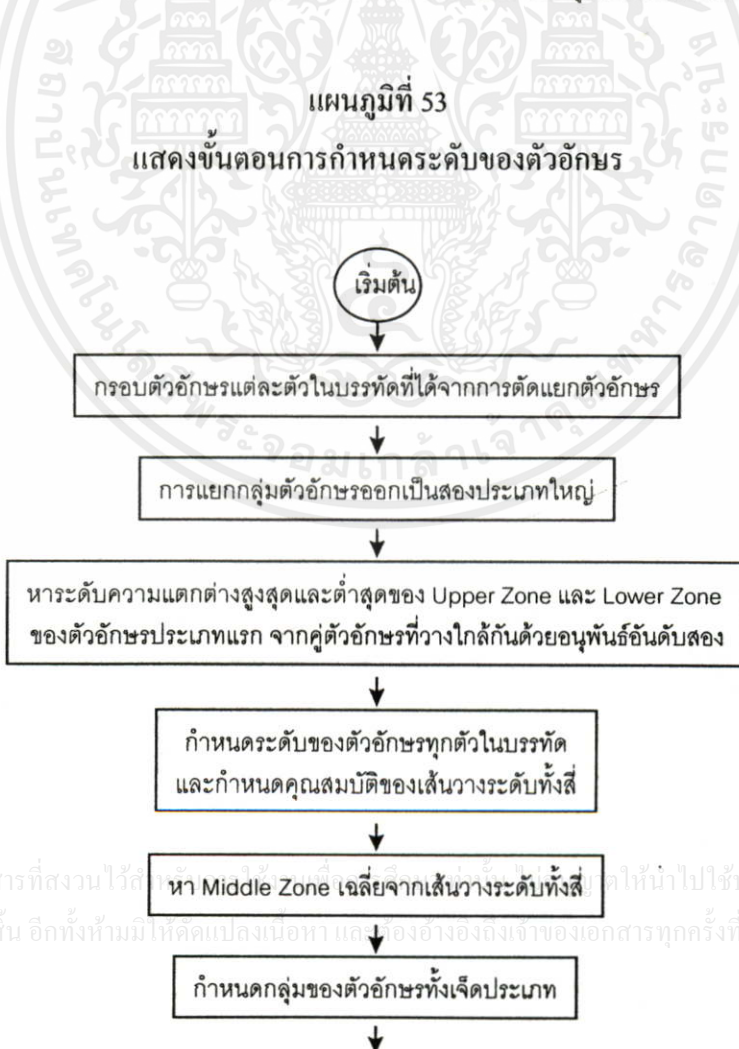 แผนภูมิที่ 53
แสดงขั้นตอนการกำหนดระดับของตัวอักษร
เริ่มต้น
กรอบตัวอักษรแต่ละตัวในบรรทัดที่ได้จากการตัดแยกตัวอักษร
การแยกกลุ่มตัวอักษรออกเป็นสองประเภทใหญ่
หาระดับความแตกต่างสูงสุดและต่ำสุดของ Upper Zone และ Lower Zone
ของตัวอักษรประเภทแรก จากคู่ตัวอักษรที่วางใกล้กันด้วยอนุพันธ์อันดับสอง
กำหนดระดับของตัวอักษรทุกตัวในบรรทัด
และกำหนดคุณสมบัติของเส้นวางระดับทั้งสี่
หา Middle Zone เฉลี่ยจากเส้นวางระดับทั้งสี่
กำหนดกลุ่มของตัวอักษรทั้งเจ็ดประเภท